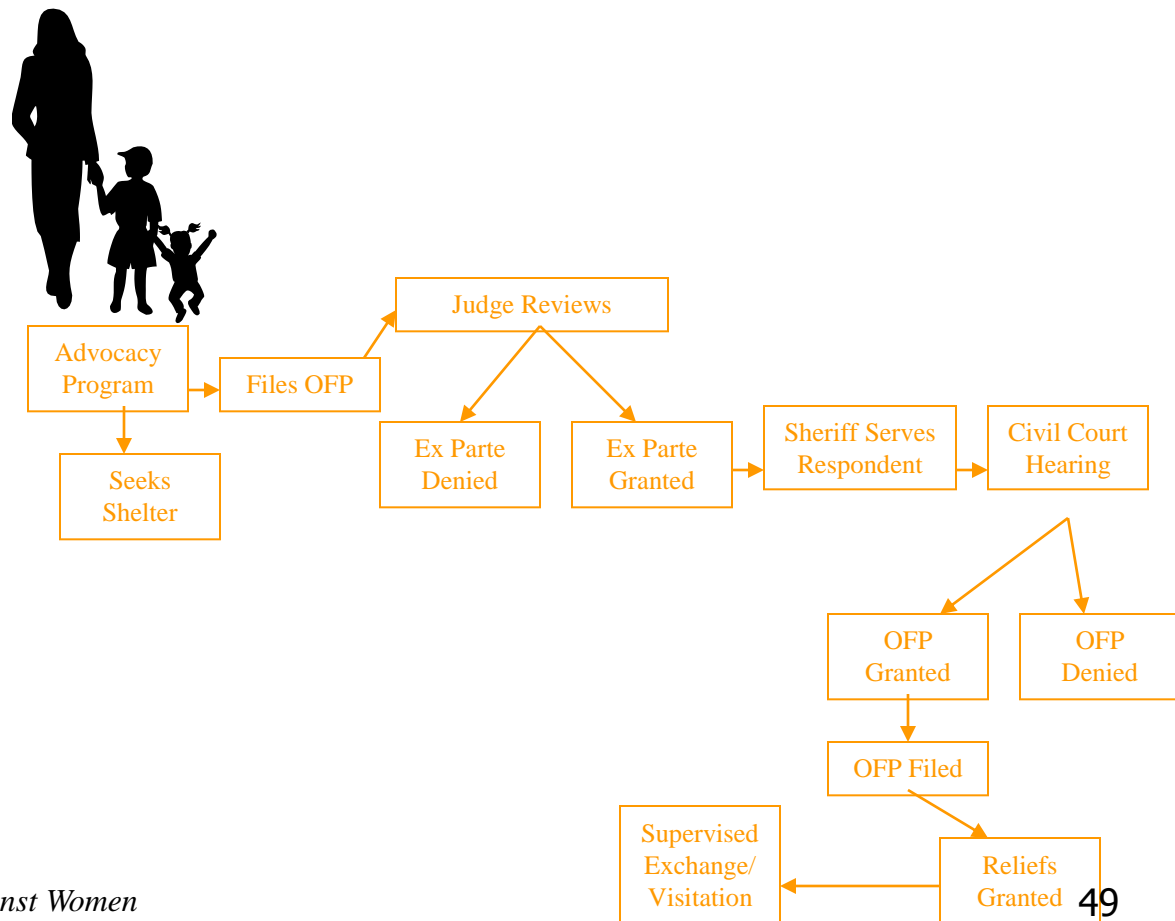 Judge Reviews
Advocacy
Program
Files OFP
Ex Parte
Denied
Ex Parte
Granted
Sheriff Serves
Respondent
Civil Court
Hearing
Seeks
Shelter
OFP
Granted
OFP
Denied
OFP Filed
Supervised
Exchange/
Visitation
Reliefs
Granted
Women
49